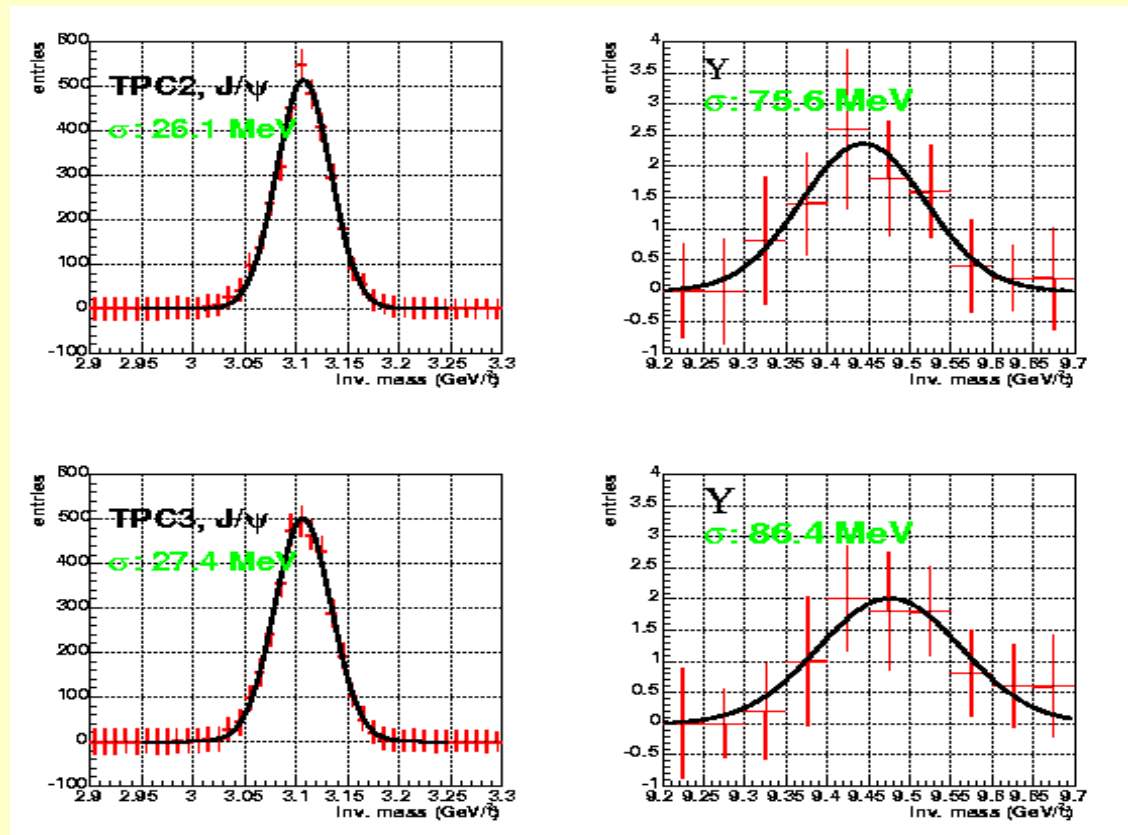 entries
600
500
400
300
200
100
0
-100
TPC2, J/ψ
σ: 26.1 MeV
2.9 2.95 3 3.05 3.1 3.15 3.2 3.25 3.3
Inv. mass (GeV/c²)
entries
4
3.5
3
2.5
2
1.5
1
0.5
0
-0.5
-1
Υ
σ: 75.6 MeV
9.2 9.25 9.3 9.35 9.4 9.45 9.5 9.55 9.6 9.65 9.7
Inv. mass (GeV/c²)
entries
600
500
400
300
200
100
0
-100
TPC3, J/ψ
σ: 27.4 MeV
2.9 2.95 3 3.05 3.1 3.15 3.2 3.25 3.3
Inv. mass (GeV/c²)
entries
4
3.5
3
2.5
2
1.5
1
0.5
0
-0.5
-1
Υ
σ: 86.4 MeV
9.2 9.25 9.3 9.35 9.4 9.45 9.5 9.55 9.6 9.65 9.7
Inv. mass (GeV/c²)